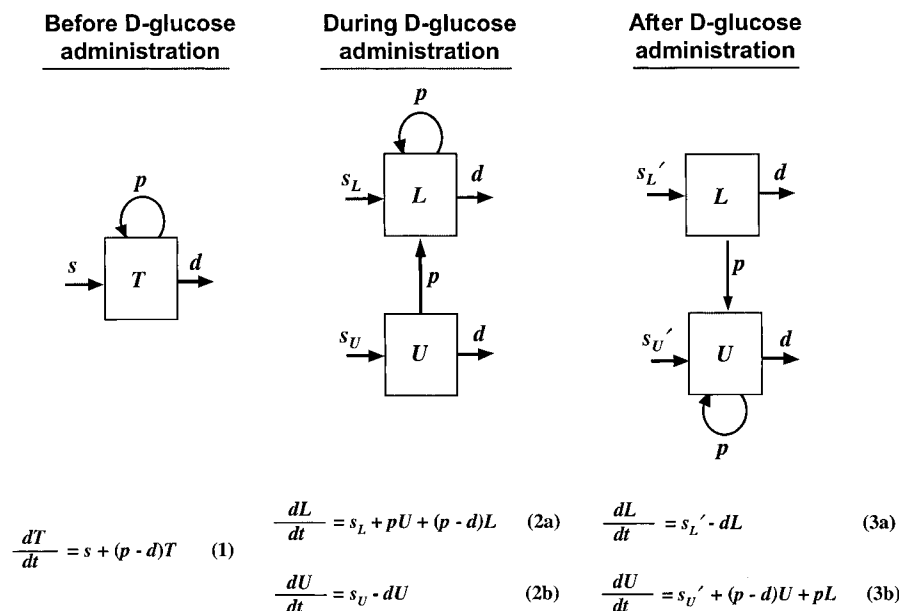 Before D-glucose
administration
During D-glucose
administration
After D-glucose
administration
p
s
T
d
p
s_L
L
d
p
s_U
U
d
s_L′
L
d
p
s_U′
U
d
p
dT/dt = s + (p - d)T (1)
dL/dt = s_L + pU + (p - d)L (2a)
dU/dt = s_U - dU (2b)
dL/dt = s_L′ - dL (3a)
dU/dt = s_U′ + (p - d)U + pL (3b)